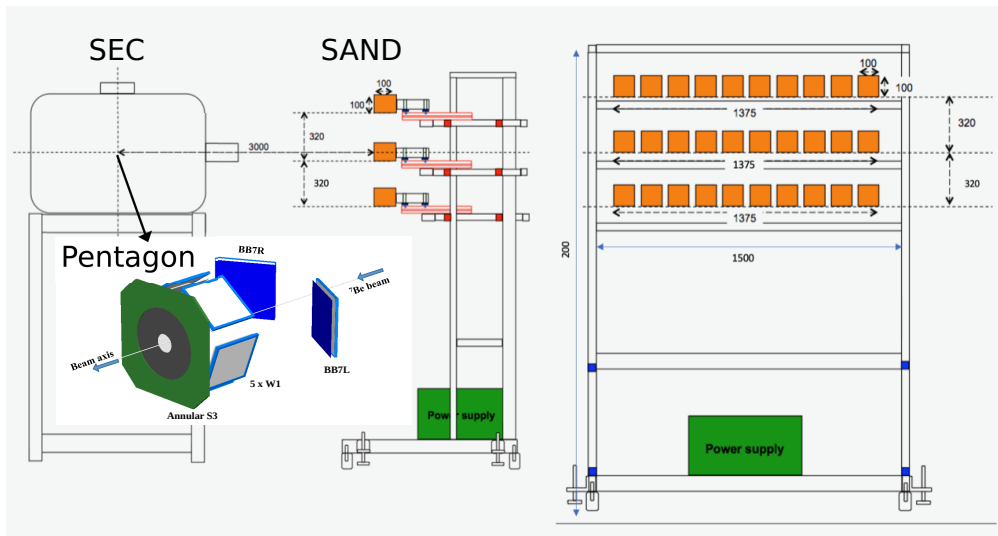 SEC
SAND
100
100
320
320
3000
Pentagon
BB7R
⁷Be beam
BB7L
Beam axis
5 x W1
Annular S3
Power supply
100
100
1375
320
1375
320
1375
200
1500
Power supply